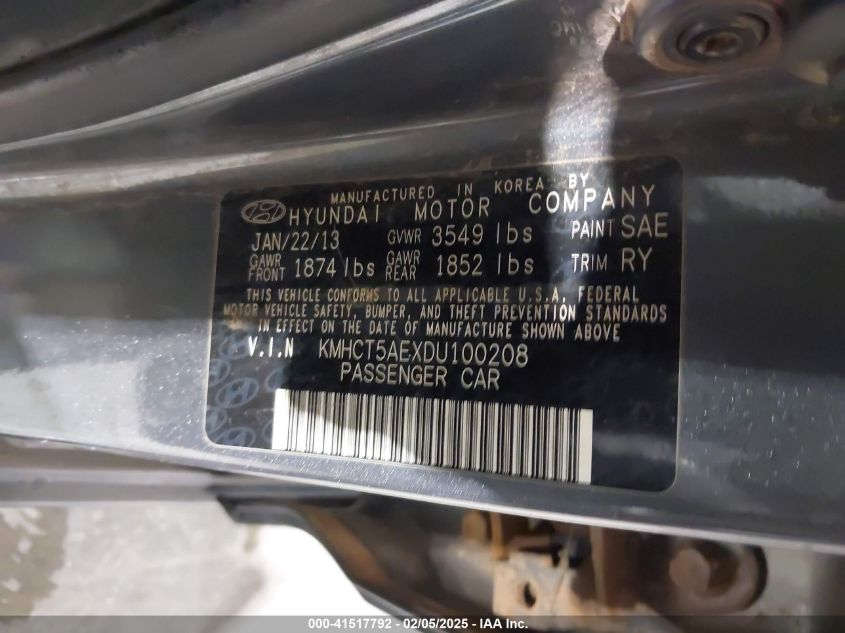 MANUFACTURED IN KOREA BY
HYUNDAI MOTOR COMPANY
JAN/22/13 GVWR 3549 lbs PAINT SAE
GAWR FRONT 1874 lbs GAWR REAR 1852 lbs TRIM RY
THIS VEHICLE CONFORMS TO ALL APPLICABLE U.S.A. FEDERAL
MOTOR VEHICLE SAFETY, BUMPER, AND THEFT PREVENTION STANDARDS
IN EFFECT ON THE DATE OF MANUFACTURE SHOWN ABOVE
V.I.N KMHCT5AEXDU100208
PASSENGER CAR
000-41517792 - 02/05/2025 - IAA Inc.